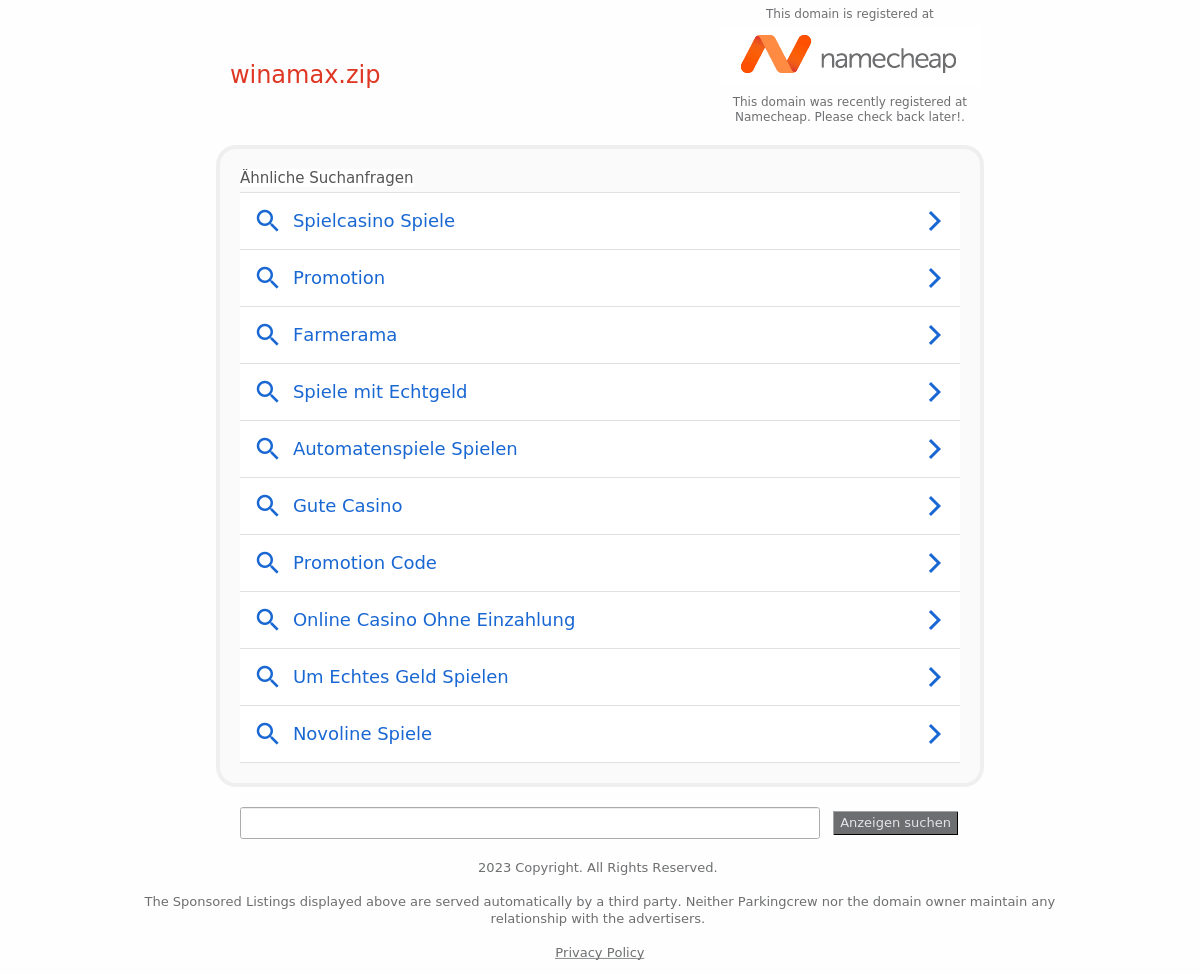 This domain is registered at
namecheap
winamax.zip
This domain was recently registered at
Namecheap. Please check back later!.
Ähnliche Suchanfragen
Spielcasino Spiele
Promotion
Farmerama
Spiele mit Echtgeld
Automatenspiele Spielen
Gute Casino
Promotion Code
Online Casino Ohne Einzahlung
Um Echtes Geld Spielen
Novoline Spiele
Anzeigen suchen
2023 Copyright. All Rights Reserved.
The Sponsored Listings displayed above are served automatically by a third party. Neither Parkingcrew nor the domain owner maintain any
relationship with the advertisers.
Privacy Policy